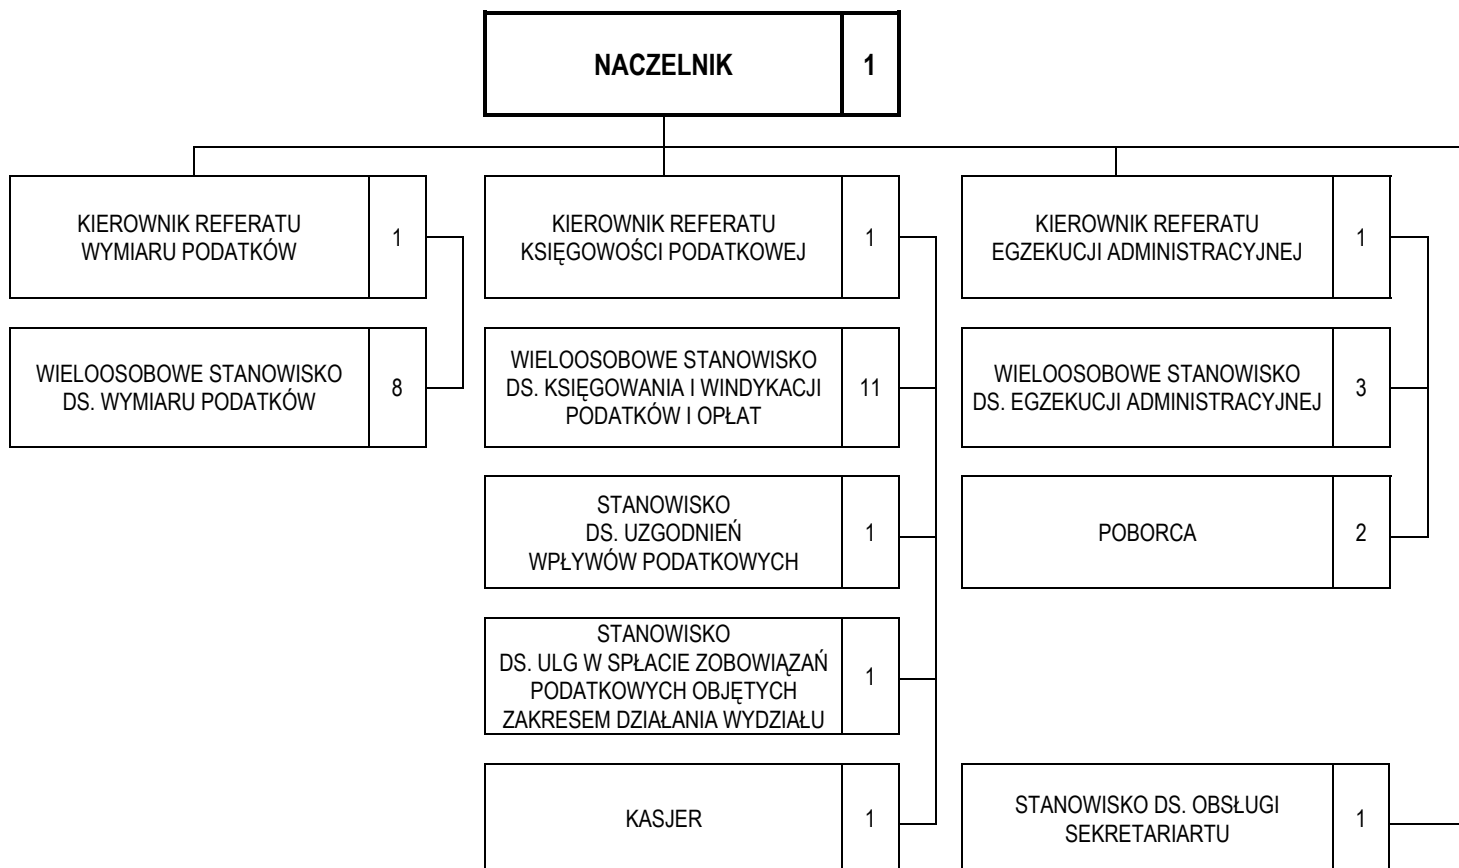 NACZELNIK
1
KIEROWNIK REFERATU
WYMIARU PODATKÓW
1
KIEROWNIK REFERATU
KSIĘGOWOŚCI PODATKOWEJ
1
KIEROWNIK REFERATU
EGZEKUCJI ADMINISTRACYJNEJ
1
WIELOOSOBOWE STANOWISKO
DS. WYMIARU PODATKÓW
8
WIELOOSOBOWE STANOWISKO
DS. KSIĘGOWANIA I WINDYKACJI
PODATKÓW I OPŁAT
11
WIELOOSOBOWE STANOWISKO
DS. EGZEKUCJI ADMINISTRACYJNEJ
3
STANOWISKO
DS. UZGODNIEŃ
WPŁYWÓW PODATKOWYCH
1
POBORCA
2
STANOWISKO
DS. ULG W SPŁACIE ZOBOWIĄZAŃ
PODATKOWYCH OBJĘTYCH
ZAKRESEM DZIAŁANIA WYDZIAŁU
1
KASJER
1
STANOWISKO DS. OBSŁUGI
SEKRETARIARTU
1